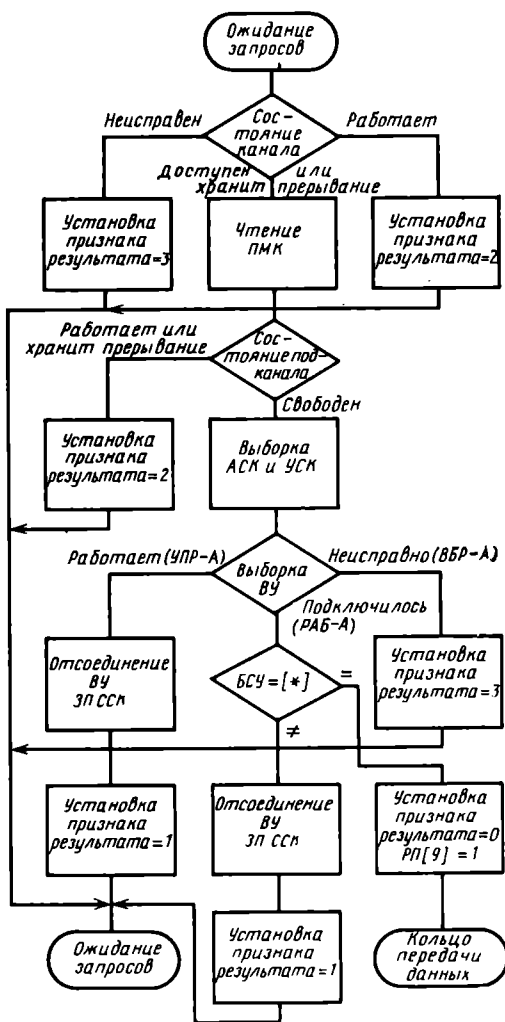 Ожидание
запросов
Неисправен
Сос-
тояние
канала
Работает
Доступен или
хранит прерывание
Установка
признака
результата=3
Чтение
ПМК
Установка
признака
результата=2
Работает или
хранит прерывание
Сос-
тояние под-
канала
Свободен
Установка
признака
результата=2
Выборка
АСК и УСК
Работает (УПР-А)
Выборка
ВУ
Неисправно (ВБР-А)
Подключилось
(РАБ-А)
Отсоединение
ВУ
ЗП ССК
БСУ=[*]
=
≠
Установка
признака
результата=3
Установка
признака
результата=1
Отсоединение
ВУ
ЗП ССК
Установка
признака
результата=0
РП[9]=1
Ожидание
запросов
Установка
признака
результата=1
Кольцо
передачи
данных